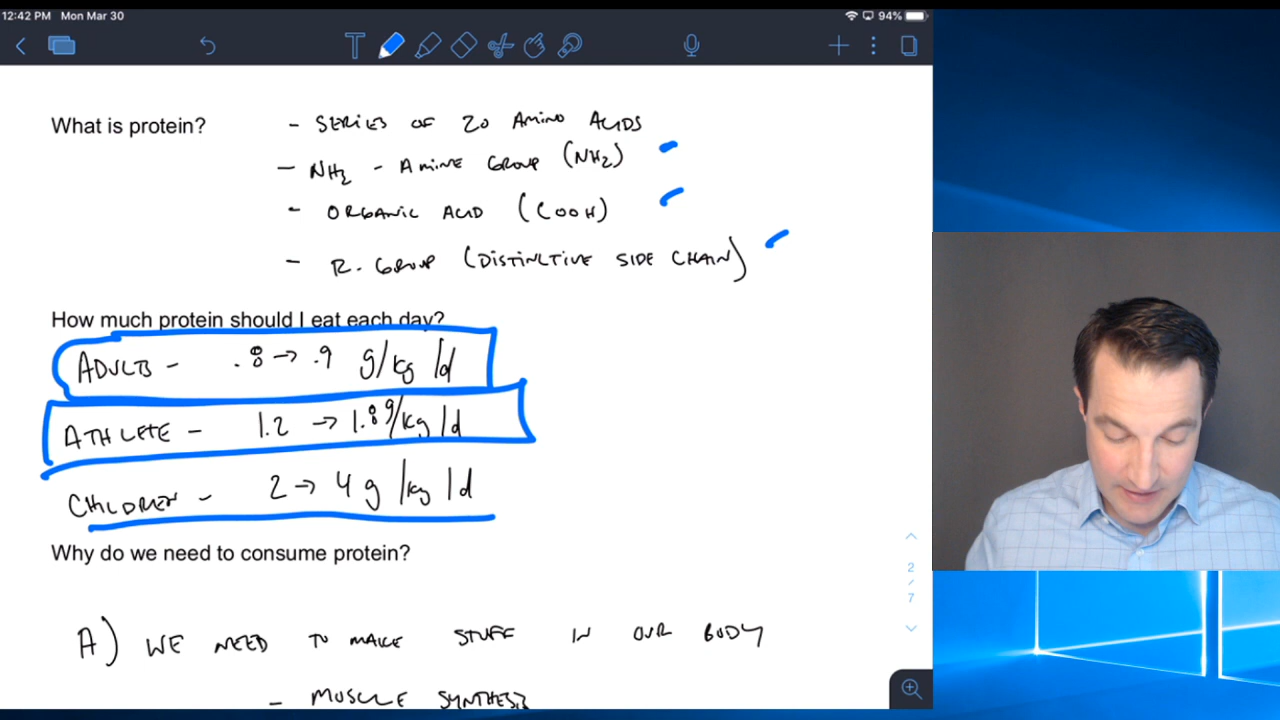 12:42 PM Mon Mar 30 94%
What is protein?
- SERIES OF 20 AMINO ACIDS
- NH2 - AMINE GROUP (NH2)
- ORGANIC ACID (COOH)
- R-GROUP (DISTINCTIVE SIDE CHAIN)
How much protein should I eat each day?
ADULTS - .8 → .9 g/kg/d
ATHLETE - 1.2 → 1.8g/kg/d
CHILDREN - 2 → 4 g/kg/d
Why do we need to consume protein?
2
/
7
A) WE NEED TO MAKE STUFF IN OUR BODY
- MUSCLE SYNTHESIS